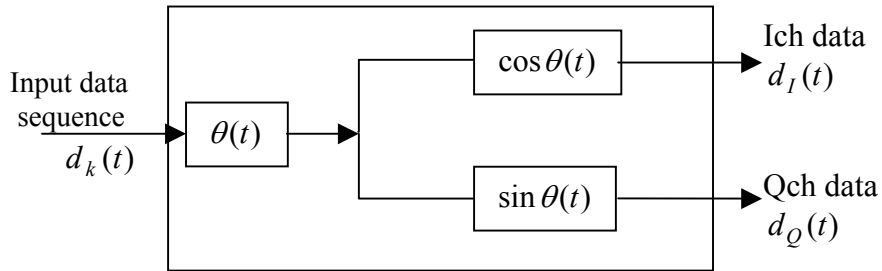 Input data
sequence
d_k(t)
θ(t)
cos θ(t)
sin θ(t)
Ich data
d_I(t)
Qch data
d_Q(t)